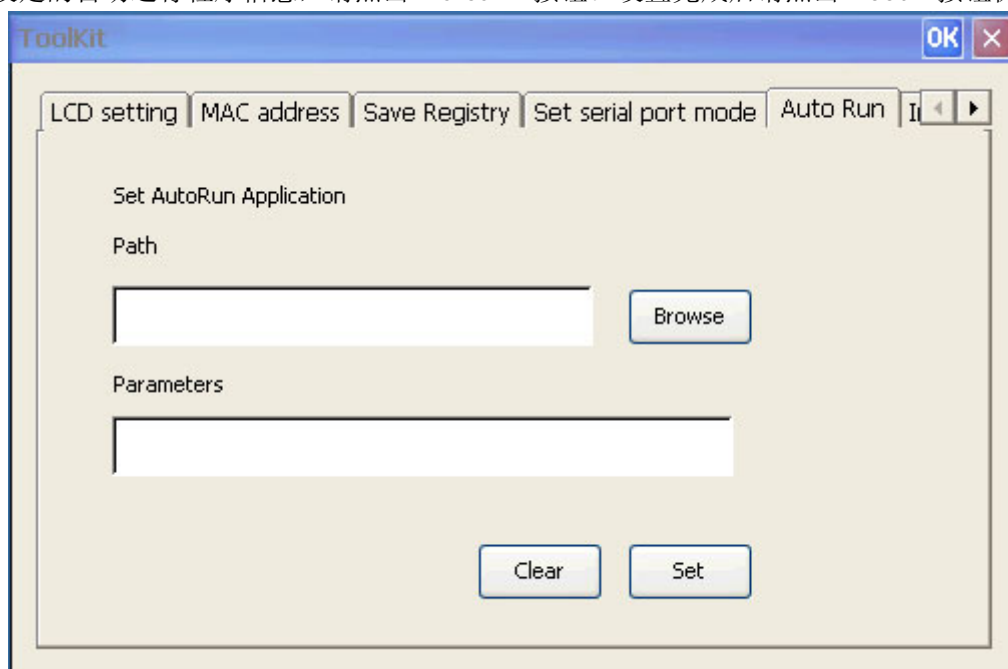 ToolKit OK
LCD setting MAC address Save Registry Set serial port mode Auto Run
Set AutoRun Application
Path
Browse
Parameters
Clear Set